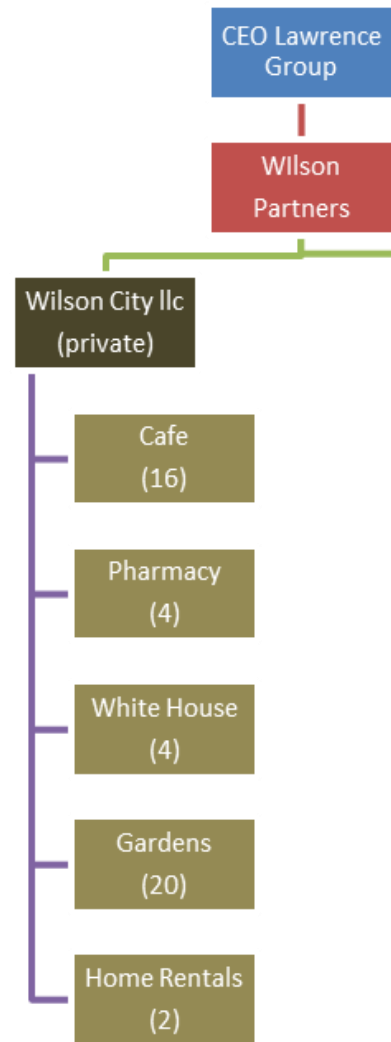 CEO Lawrence
Group
WIlson
Partners
Wilson City llc
(private)
Cafe
(16)
Pharmacy
(4)
White House
(4)
Gardens
(20)
Home Rentals
(2)